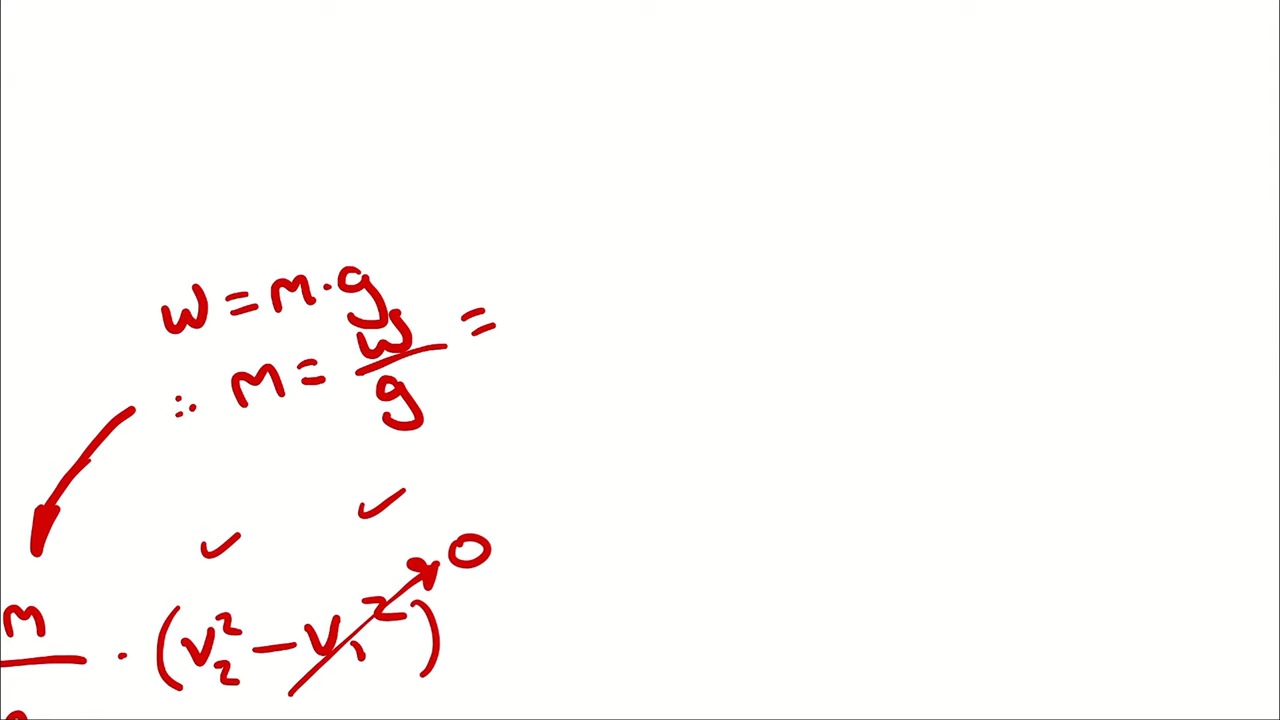 W = m · g
∴ m = W/g =
0
m/ · (v₂² − v₁²)